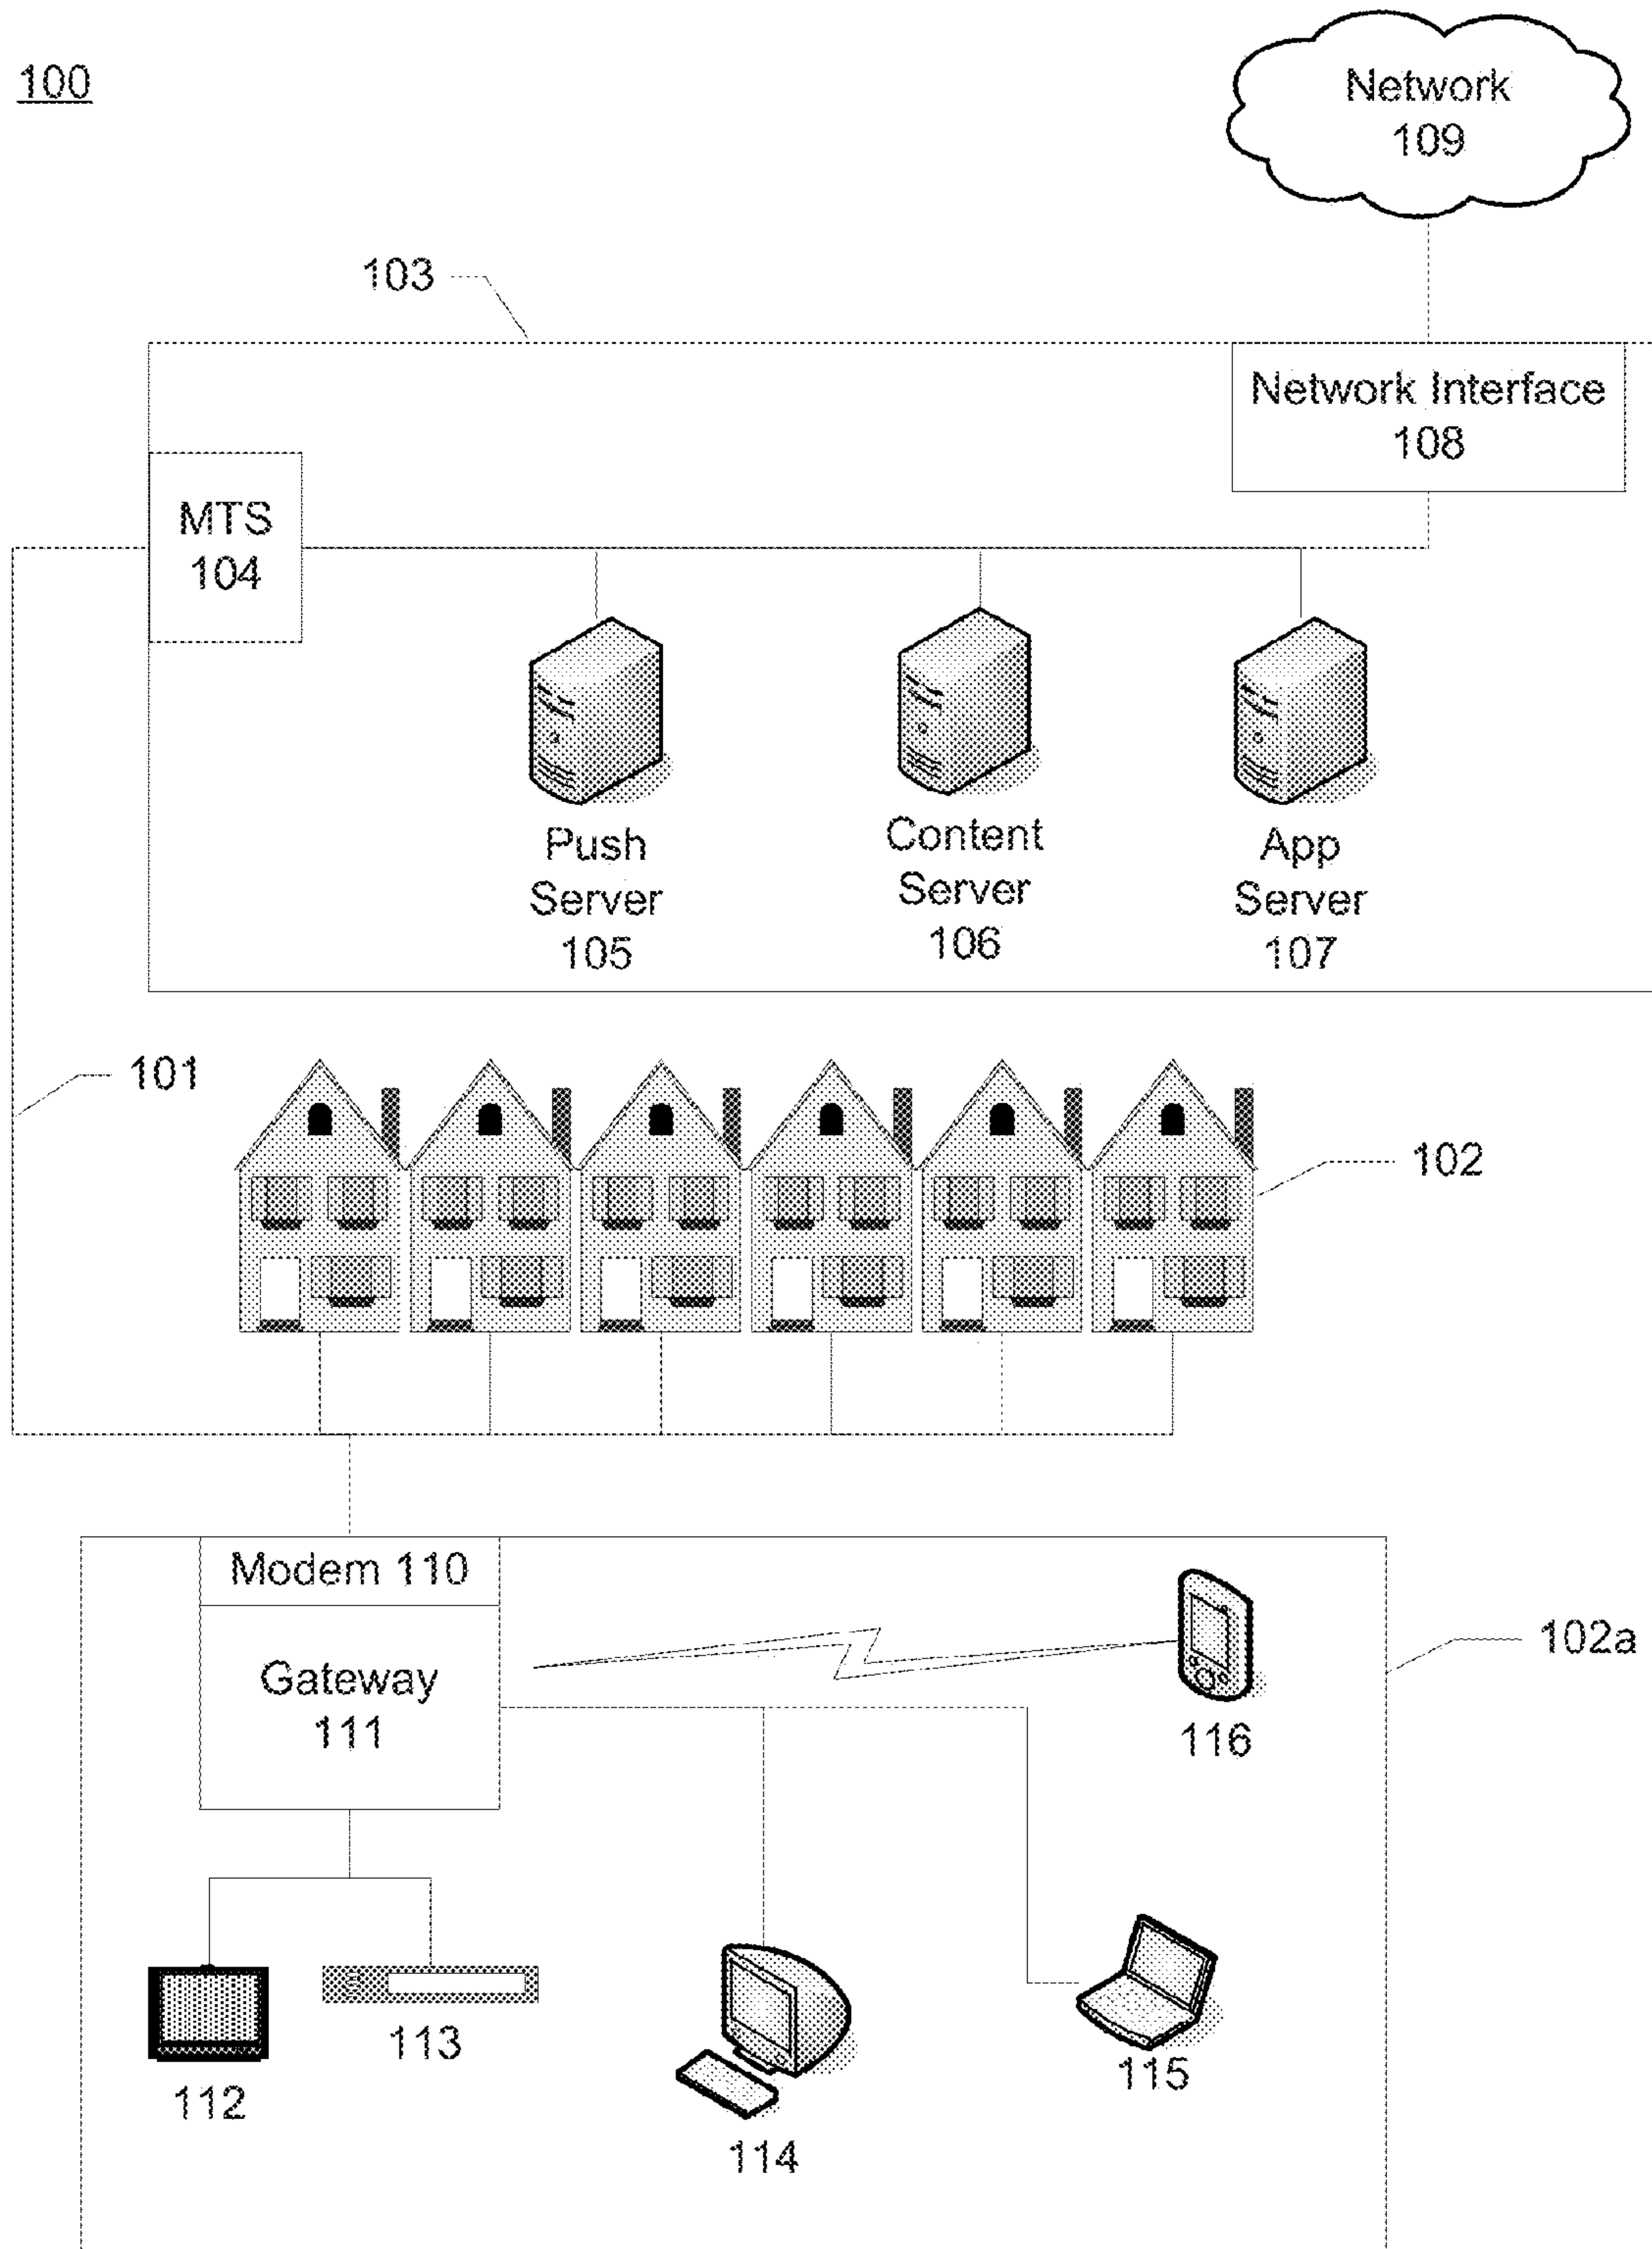 100
Network
109
103
Network Interface
108
MTS
104
Push
Server
105
Content
Server
106
App
Server
107
101
102
Modem 110
Gateway
111
102a
116
113
112
115
114